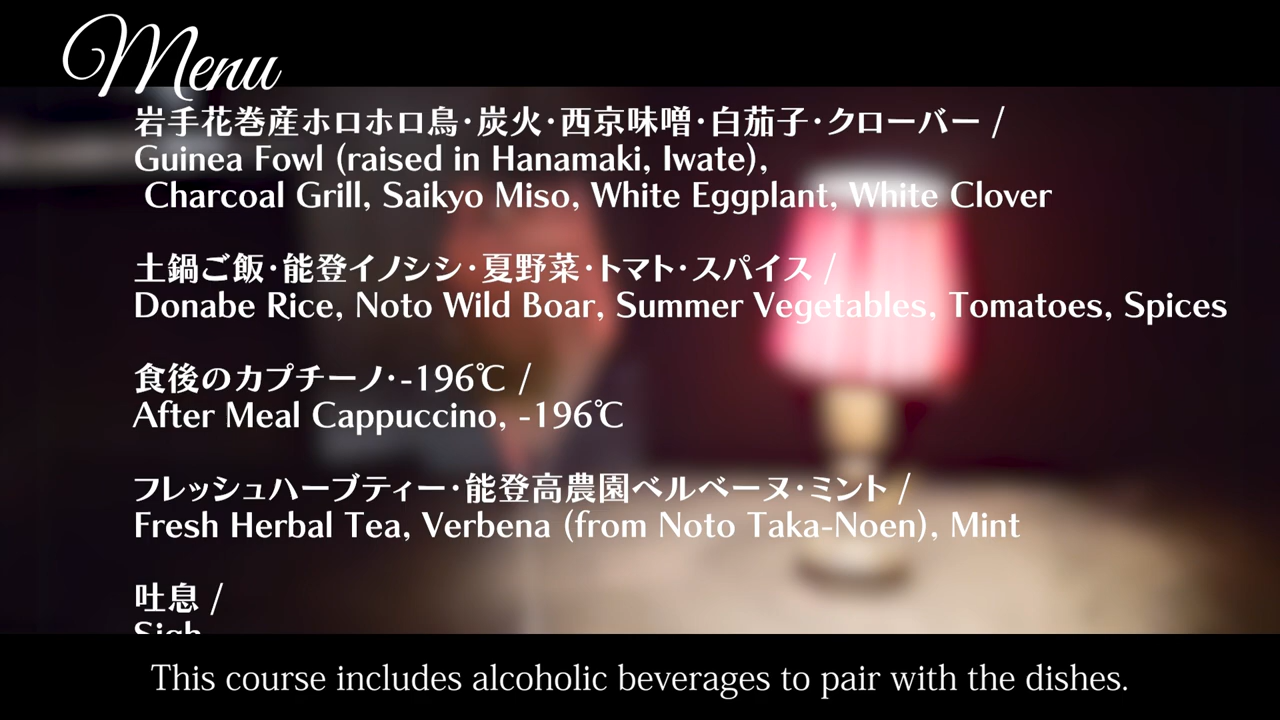 Menu
岩手花巻産ホロホロ鳥・炭火・西京味噌・白茄子・クローバー /
Guinea Fowl (raised in Hanamaki, Iwate),
Charcoal Grill, Saikyo Miso, White Eggplant, White Clover
土鍋ご飯・能登イノシシ・夏野菜・トマト・スパイス /
Donabe Rice, Noto Wild Boar, Summer Vegetables, Tomatoes, Spices
食後のカプチーノ・-196℃ /
After Meal Cappuccino, -196℃
フレッシュハーブティー・能登高農園ベルベーヌ・ミント /
Fresh Herbal Tea, Verbena (from Noto Taka-Noen), Mint
吐息 /
Sigh
This course includes alcoholic beverages to pair with the dishes.